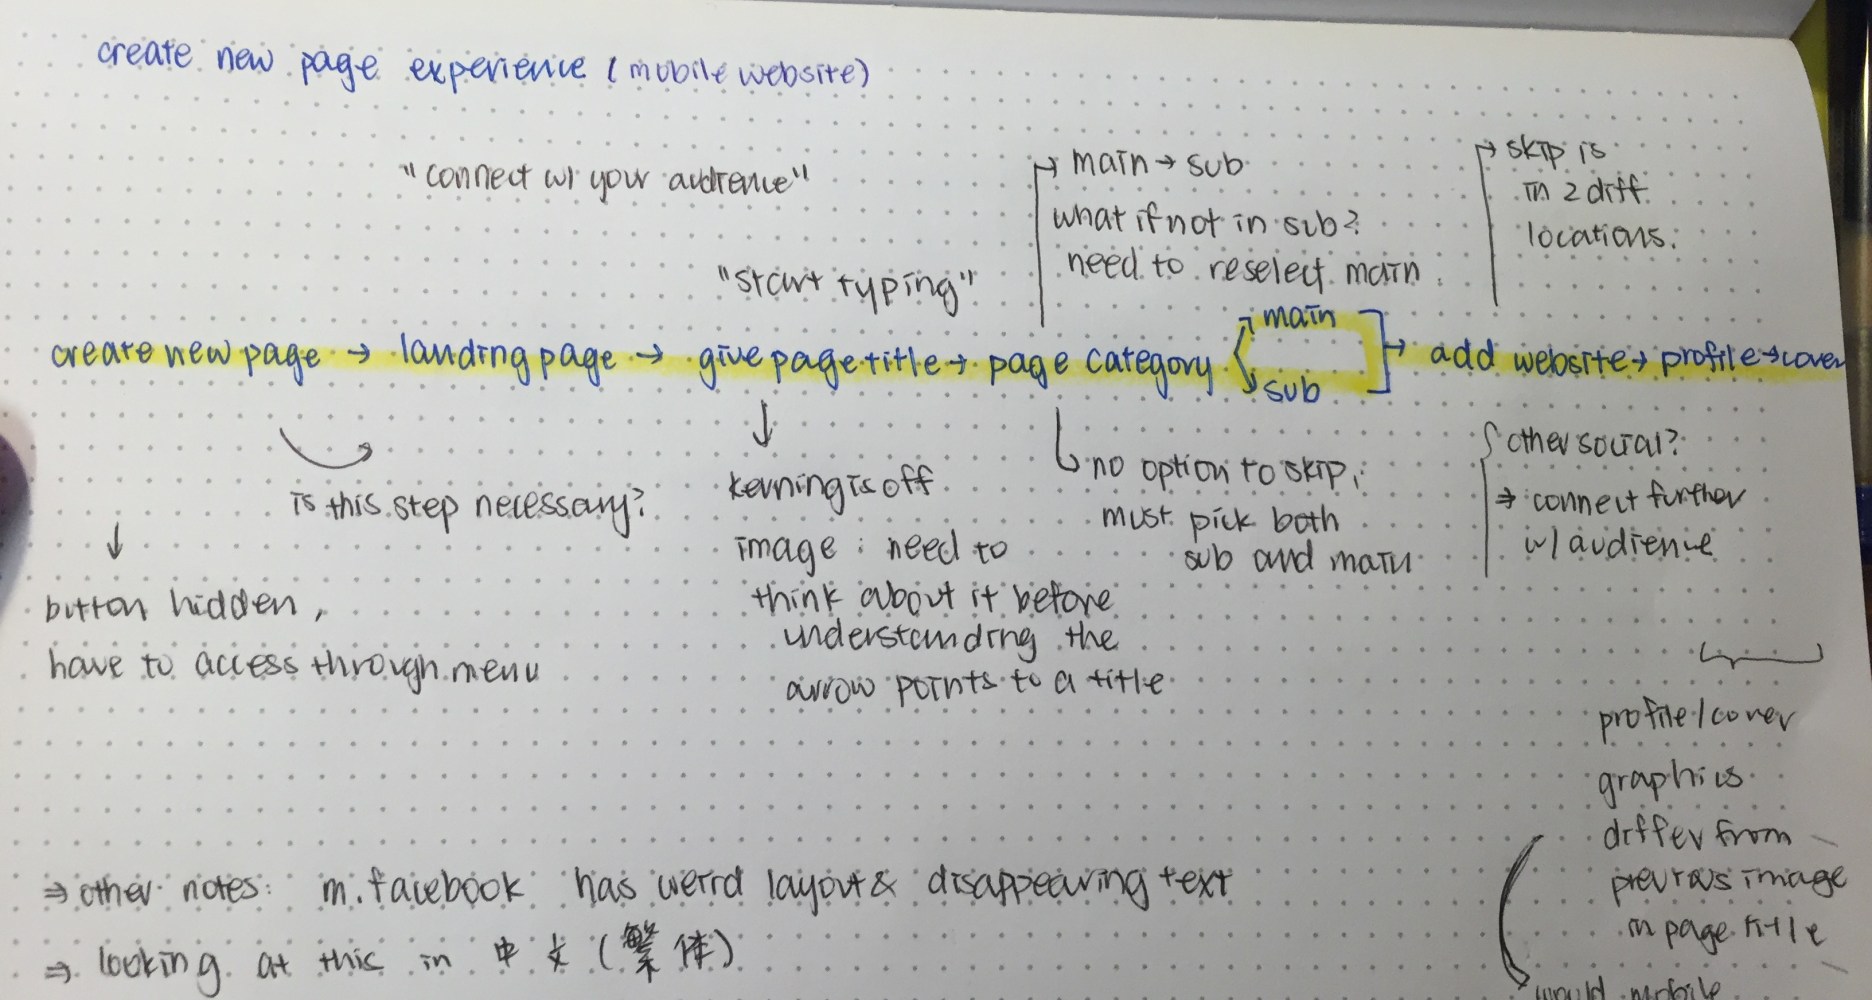 create new page experience (mobile website)
"connect w/ your audience"
"start typing"
main → sub
what if not in sub?
need to reselect main.
skip is
in 2 diff
locations.
create new page → landing page → give page title → page category
main
sub
→ add website → profile → cover
is this step necessary?
↓
button hidden,
have to access through menu
↓
kerning is off
image: need to
think about it before
understanding the
arrow points to a title
no option to skip;
must pick both
sub and main
other social?
⇒ connect further
w/ audience
profile/cover
graphics
differ from
previous image
in page title
mobile
⇒ other notes: m.facebook has weird layout & disappearing text
⇒ looking at this in 中文 (繁体)